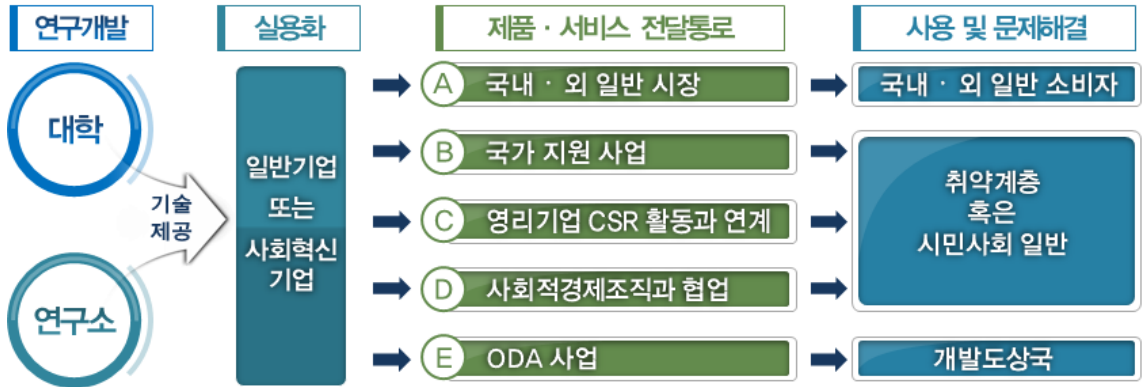 연구개발
실용화
제품 · 서비스 전달통로
사용 및 문제해결
대학
연구소
기술
제공
일반기업
또는
사회혁신
기업
A 국내 · 외 일반 시장
B 국가 지원 사업
C 영리기업 CSR 활동과 연계
D 사회적경제조직과 협업
E ODA 사업
국내 · 외 일반 소비자
취약계층
혹은
시민사회 일반
개발도상국